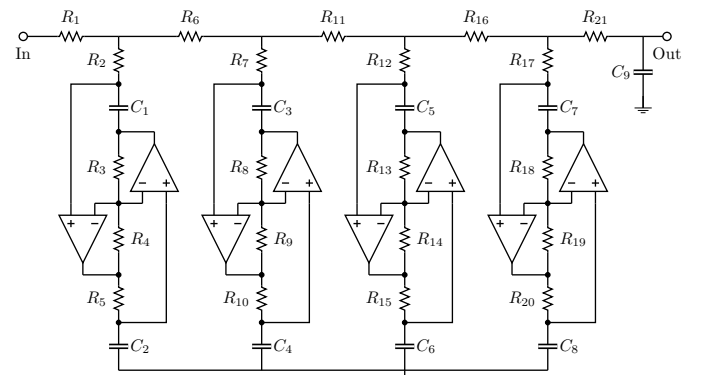 R1 R6 R11 R16 R21
In Out
R2 R7 R12 R17 C9
C1 C3 C5 C7
R3 R8 R13 R18
− + − + − + − +
+ − + − + − + −
R4 R9 R14 R19
R5 R10 R15 R20
C2 C4 C6 C8